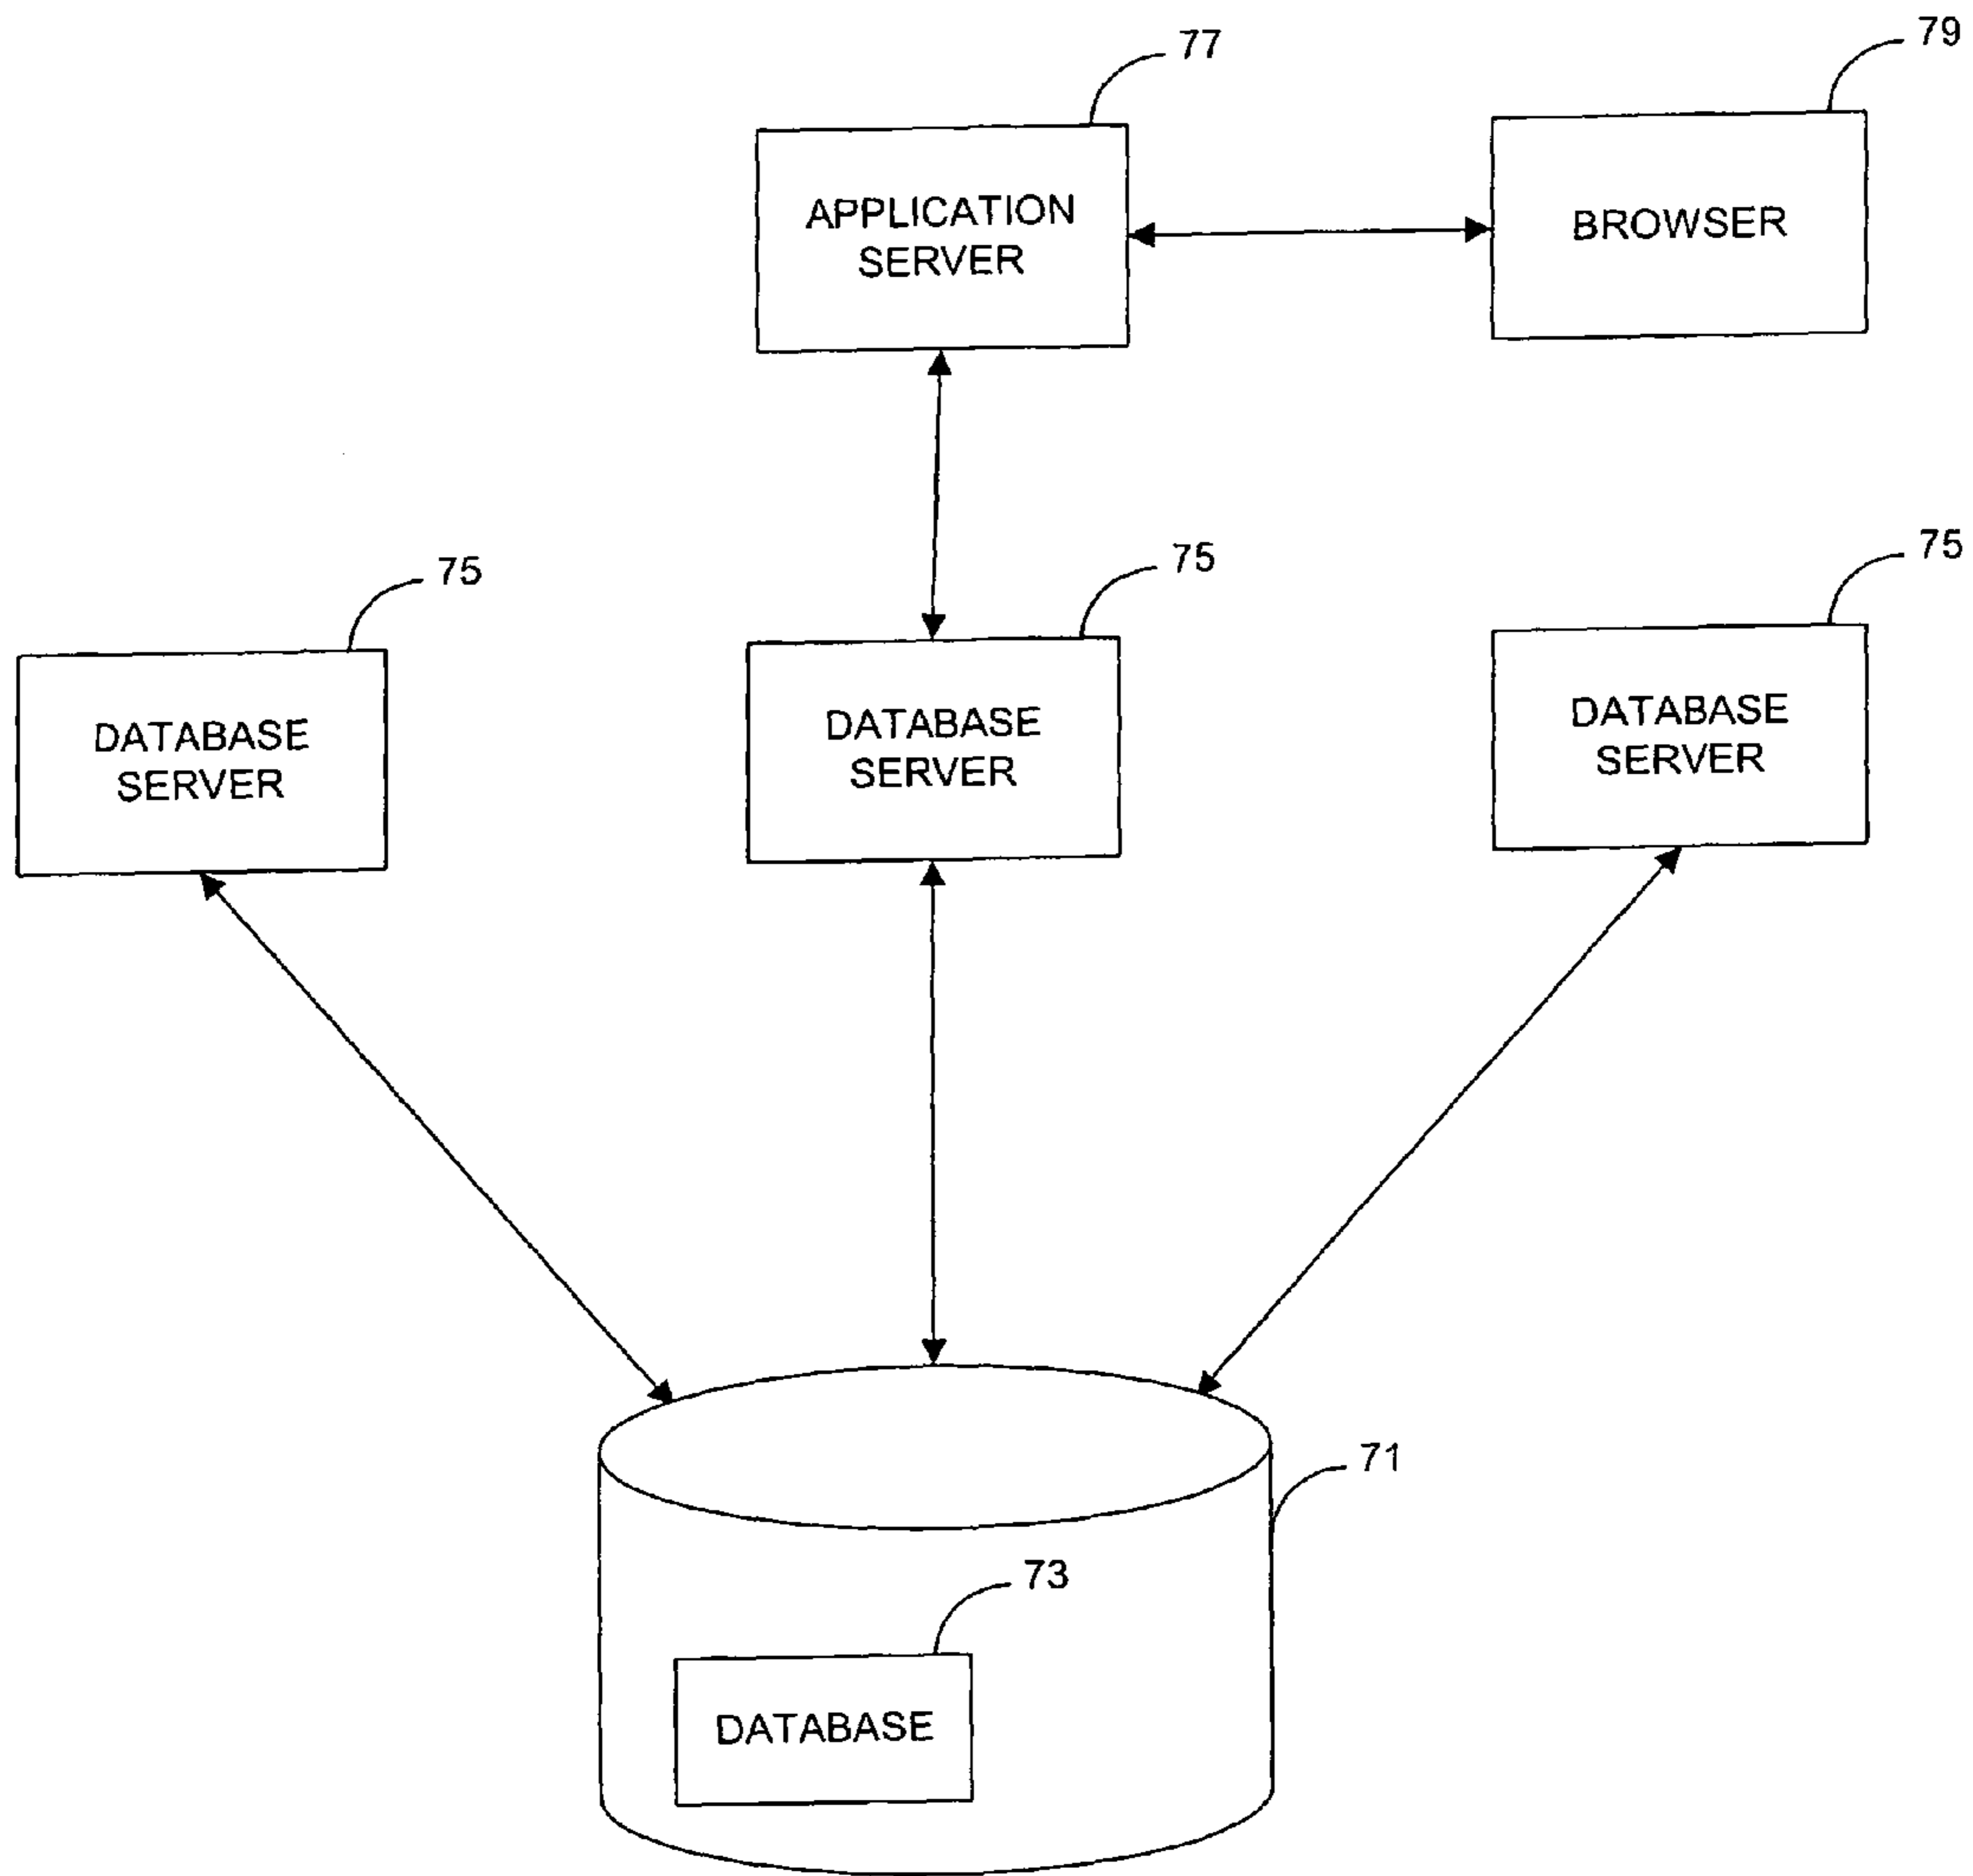 79
77
APPLICATION
SERVER
BROWSER
75
75
75
DATABASE
SERVER
DATABASE
SERVER
DATABASE
SERVER
71
73
DATABASE